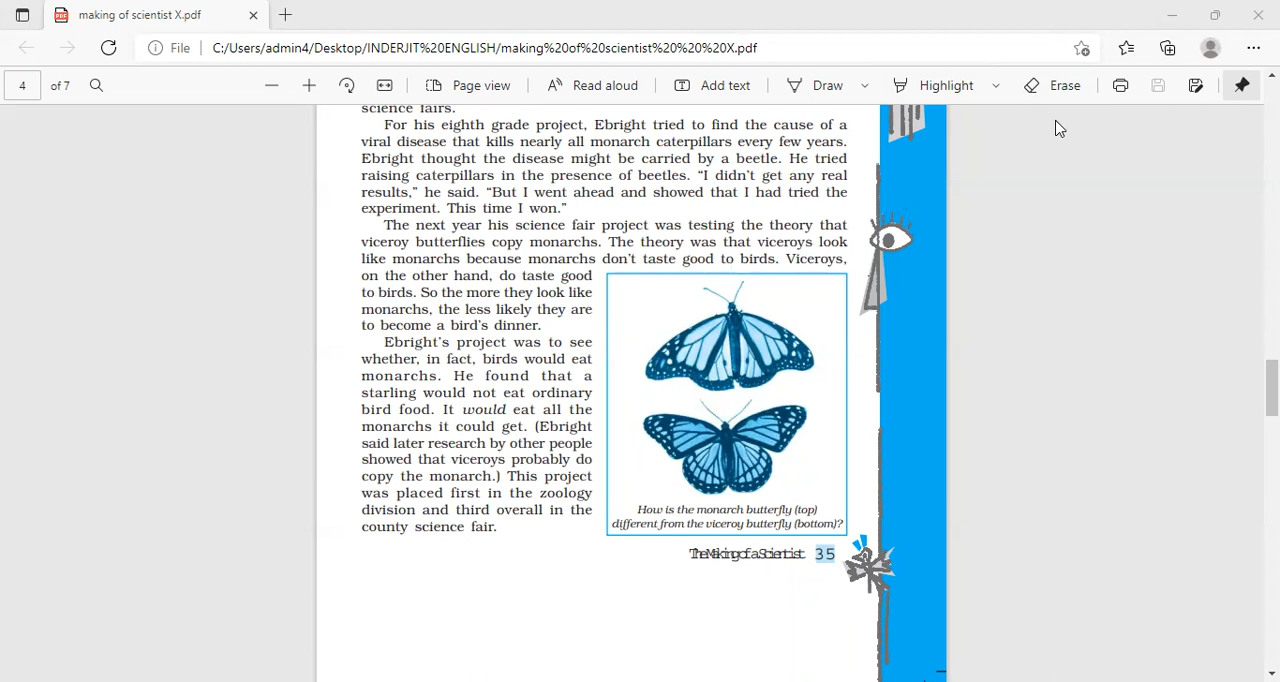 making of scientist X.pdf
File
C:/Users/admin4/Desktop/INDERJIT%20ENGLISH/making%20of%20scientist%20%20%20X.pdf
4 of 7
Page view
Read aloud
Add text
Draw
Highlight
Erase
science fairs.
For his eighth grade project, Ebright tried to find the cause of a
viral disease that kills nearly all monarch caterpillars every few years.
Ebright thought the disease might be carried by a beetle. He tried
raising caterpillars in the presence of beetles. “I didn’t get any real
results,” he said. “But I went ahead and showed that I had tried the
experiment. This time I won.”
The next year his science fair project was testing the theory that
viceroy butterflies copy monarchs. The theory was that viceroys look
like monarchs because monarchs don’t taste good to birds. Viceroys,
on the other hand, do taste good
to birds. So the more they look like
monarchs, the less likely they are
to become a bird’s dinner.
Ebright’s project was to see
whether, in fact, birds would eat
monarchs. He found that a
starling would not eat ordinary
bird food. It would eat all the
monarchs it could get. (Ebright
said later research by other people
showed that viceroys probably do
copy the monarch.) This project
was placed first in the zoology
division and third overall in the
county science fair.
How is the monarch butterfly (top)
different from the viceroy butterfly (bottom)?
The Making of a Scientist 35